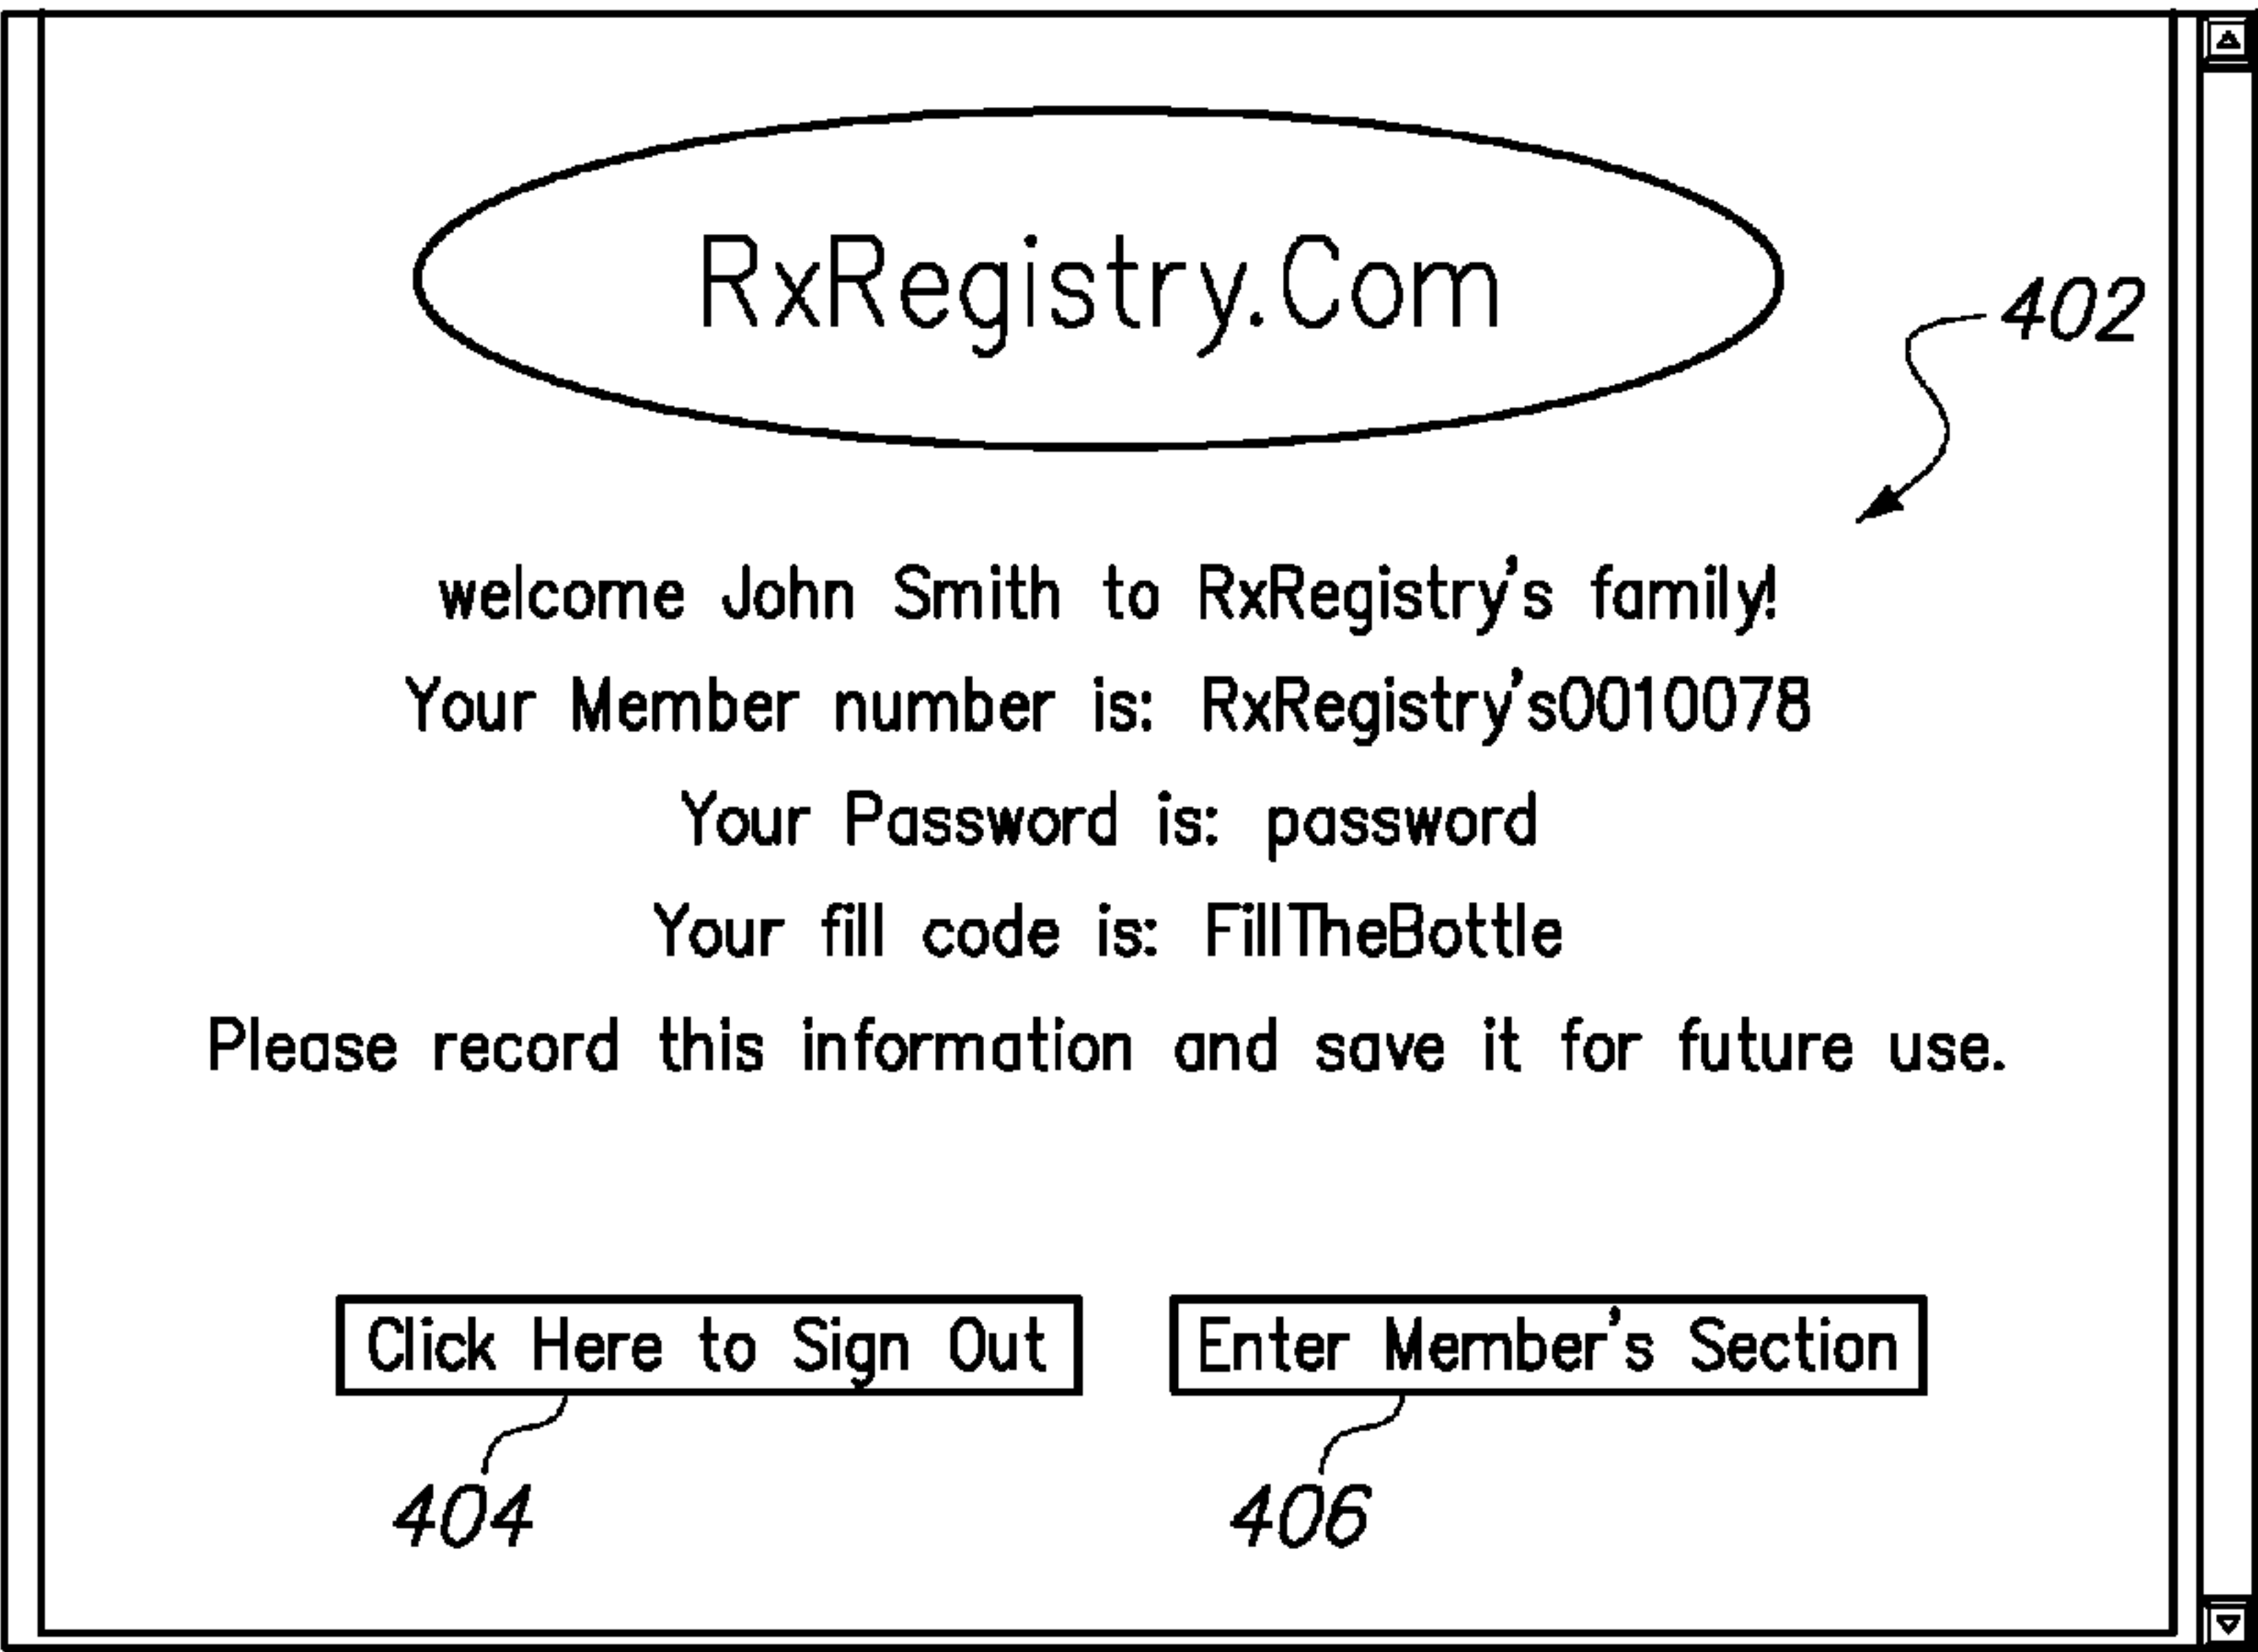 RxRegistry.Com
402
welcome John Smith to RxRegistry's family!
Your Member number is: RxRegistry's0010078
Your Password is: password
Your fill code is: FillTheBottle
Please record this information and save it for future use.
Click Here to Sign Out Enter Member's Section
404 406